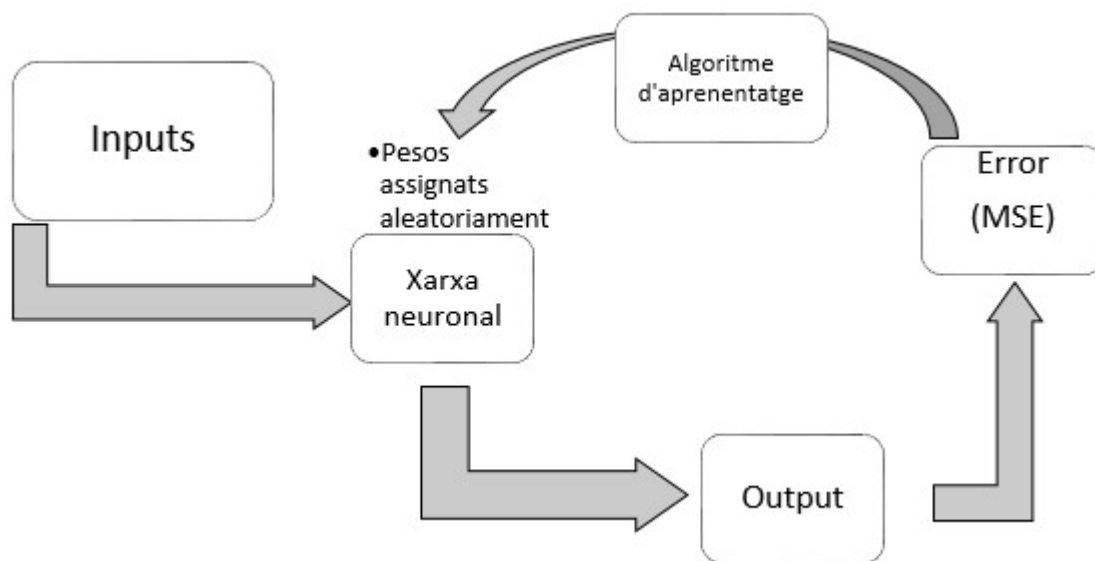 Inputs
•Pesos
assignats
aleatoriament
Xarxa
neuronal
Output
Error
(MSE)
Algoritme
d'aprenentatge